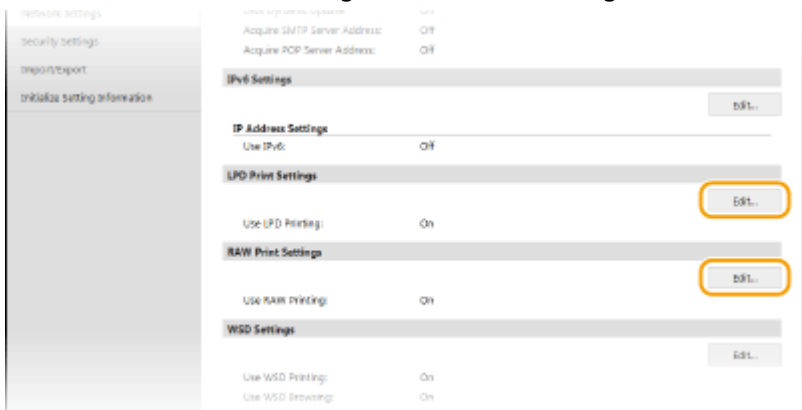 Network Settings
Security Settings
Import/Export
Initialize Setting Information
Acquire SMTP Server Address: Off
Acquire POP Server Address: Off
IPv6 Settings
Edit...
IP Address Settings
Use IPv6: Off
LPD Print Settings
Edit...
Use LPD Printing: On
RAW Print Settings
Edit...
Use RAW Printing: On
WSD Settings
Edit...
Use WSD Printing: On
Use WSD Browsing: On